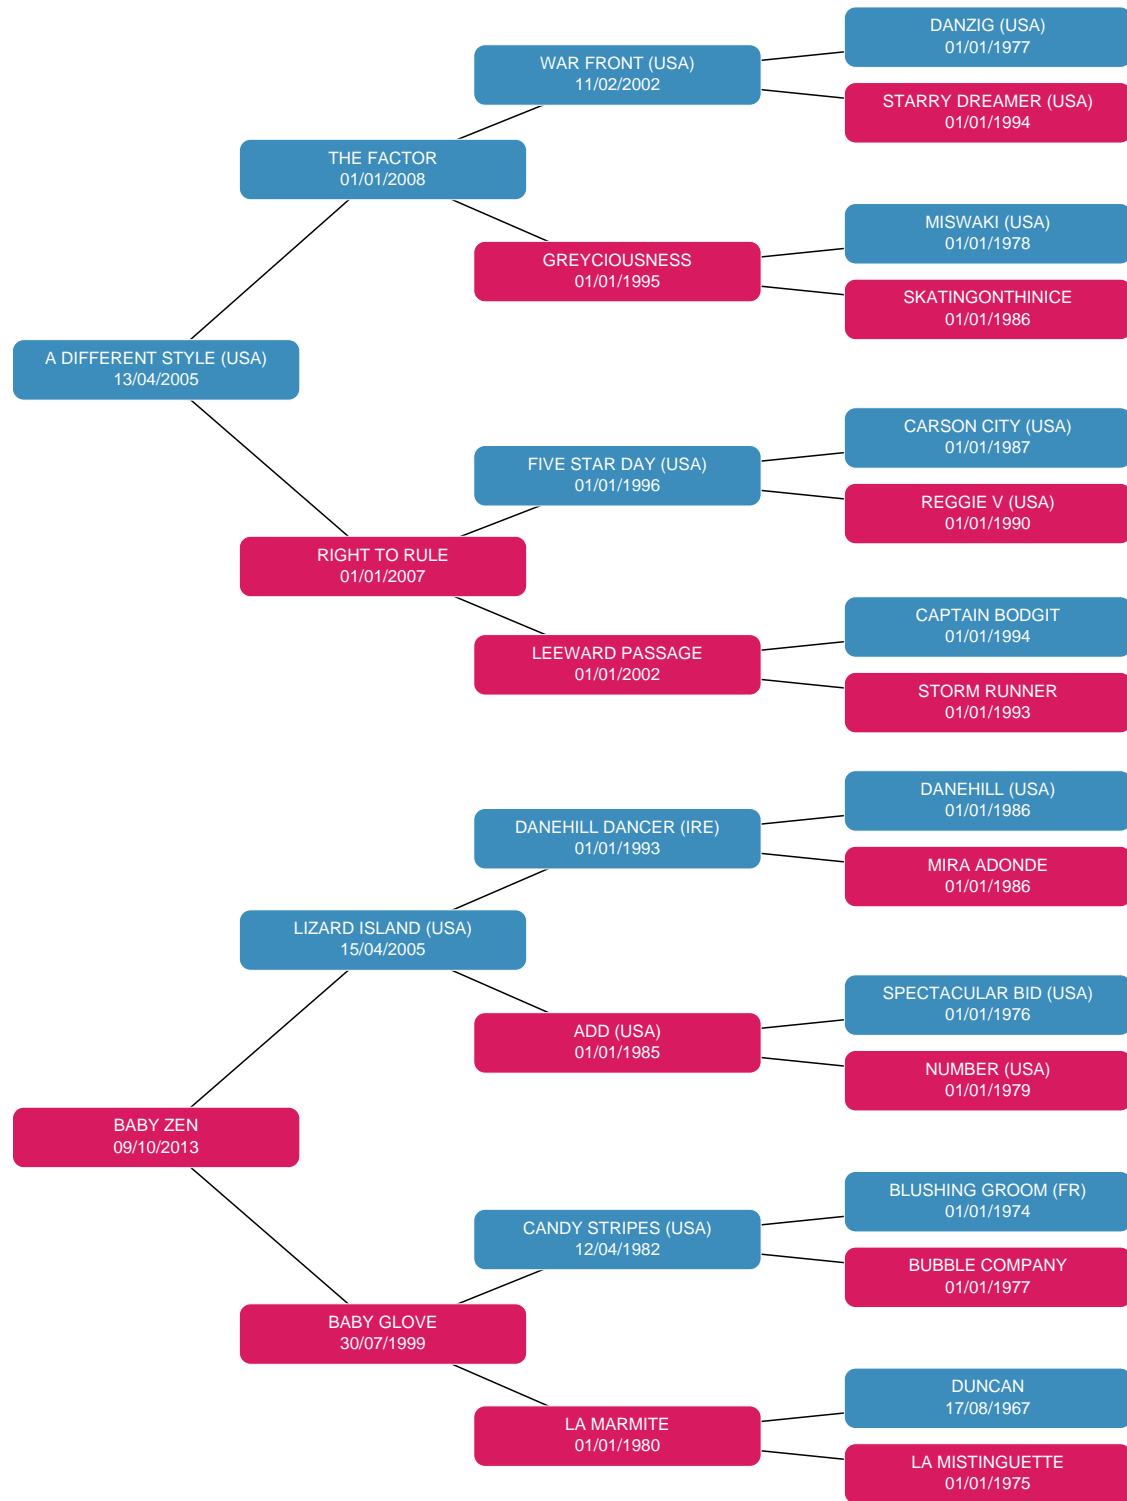 DANZIG (USA)
01/01/1977
WAR FRONT (USA)
11/02/2002
STARRY DREAMER (USA)
01/01/1994
THE FACTOR
01/01/2008
MISWAKI (USA)
01/01/1978
GREYCIOUSNESS
01/01/1995
SKATINGONTHINICE
01/01/1986
A DIFFERENT STYLE (USA)
13/04/2005
CARSON CITY (USA)
01/01/1987
FIVE STAR DAY (USA)
01/01/1996
REGGIE V (USA)
01/01/1990
RIGHT TO RULE
01/01/2007
CAPTAIN BODGIT
01/01/1994
LEEWARD PASSAGE
01/01/2002
STORM RUNNER
01/01/1993
DANEHILL (USA)
01/01/1986
DANEHILL DANCER (IRE)
01/01/1993
MIRA ADONDE
01/01/1986
LIZARD ISLAND (USA)
15/04/2005
SPECTACULAR BID (USA)
01/01/1976
ADD (USA)
01/01/1985
NUMBER (USA)
01/01/1979
BABY ZEN
09/10/2013
BLUSHING GROOM (FR)
01/01/1974
CANDY STRIPES (USA)
12/04/1982
BUBBLE COMPANY
01/01/1977
BABY GLOVE
30/07/1999
DUNCAN
17/08/1967
LA MARMITE
01/01/1980
LA MISTINGUETTE
01/01/1975